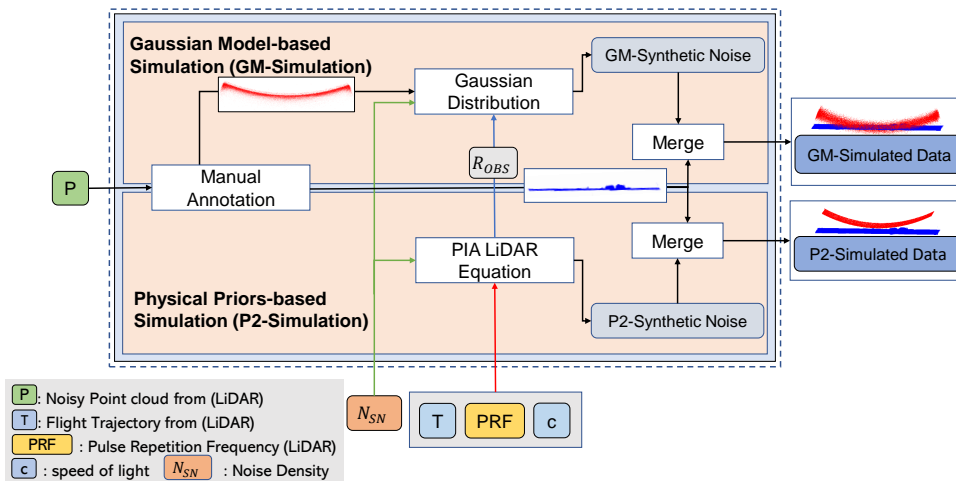 Gaussian Model-based
Simulation (GM-Simulation)
Gaussian
Distribution
GM-Synthetic Noise
Merge
GM-Simulated Data
R_OBS
P
Manual
Annotation
Merge
P2-Simulated Data
PIA LiDAR
Equation
Physical Priors-based
Simulation (P2-Simulation)
P2-Synthetic Noise
N_SN
T PRF c
P : Noisy Point cloud from (LiDAR)
T : Flight Trajectory from (LiDAR)
PRF : Pulse Repetition Frequency (LiDAR)
c : speed of light N_SN : Noise Density